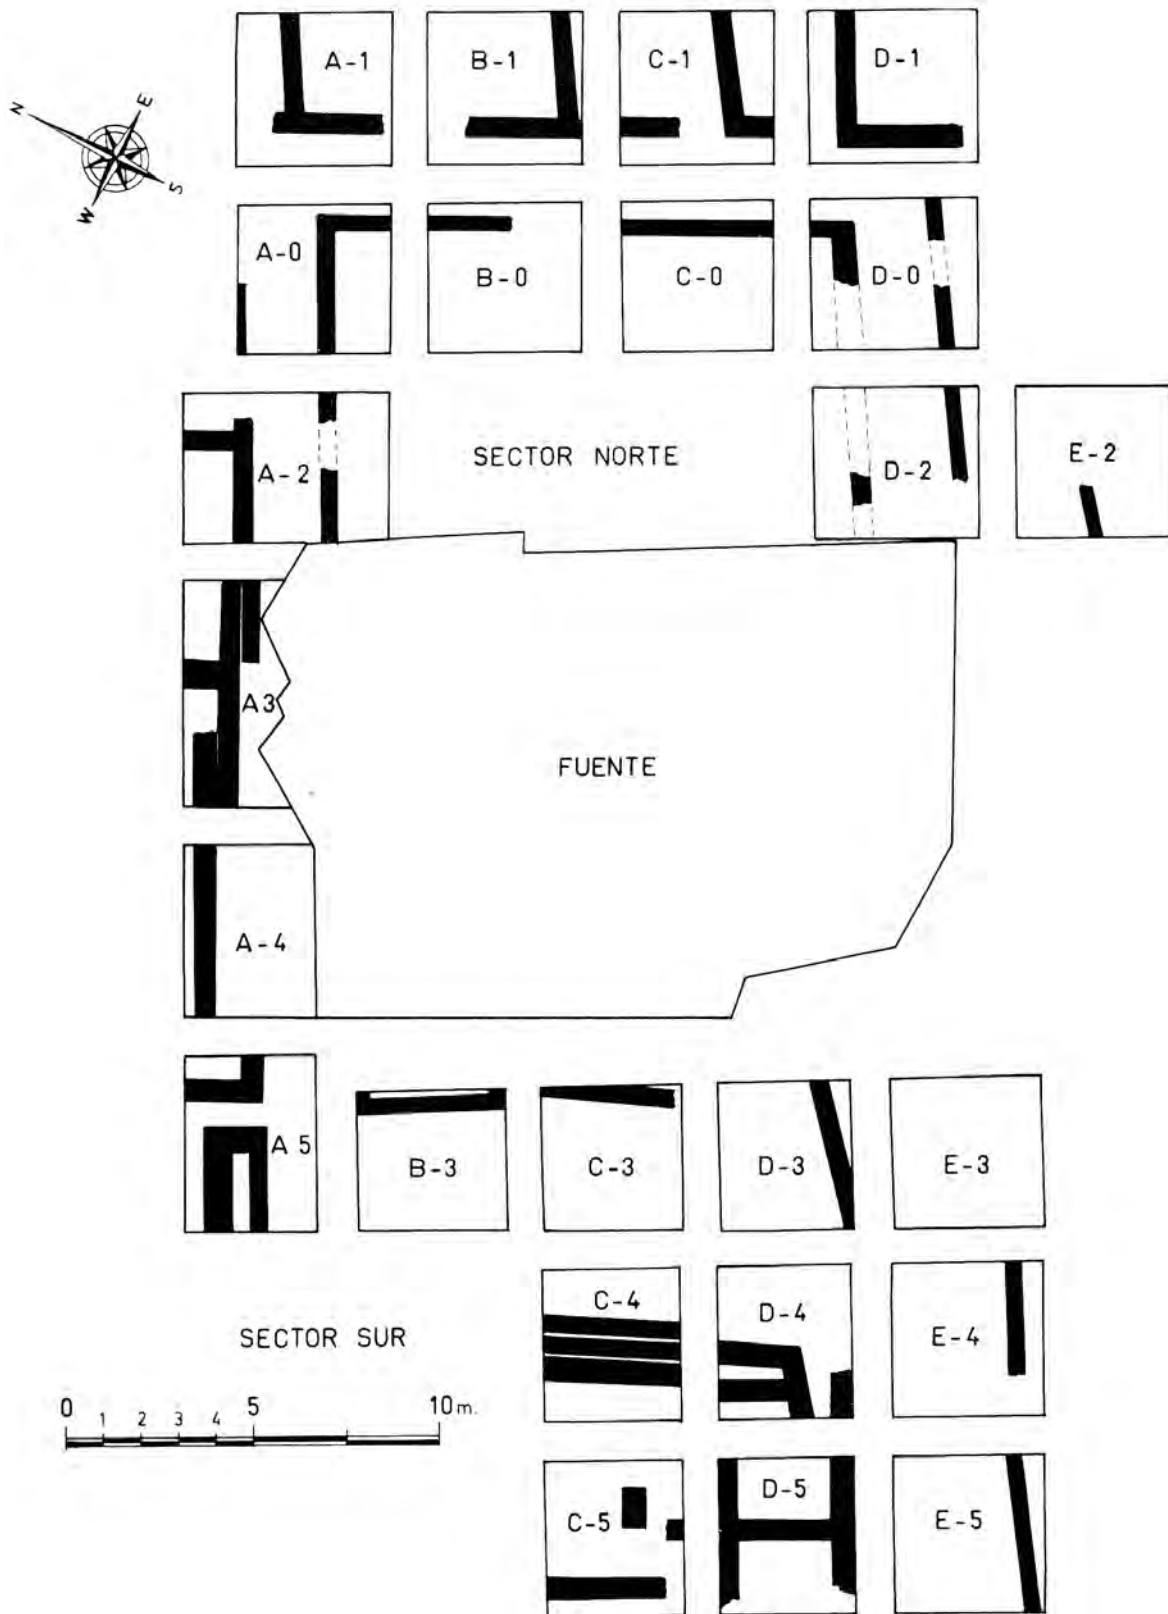 A-1
B-1
C-1
D-1
N
E
S
W
A-0
B-0
C-0
D-0
A-2
SECTOR NORTE
D-2
E-2
A3
FUENTE
A-4
A 5
B-3
C-3
D-3
E-3
C-4
D-4
E-4
SECTOR SUR
0 1 2 3 4 5 10 m.
C-5
D-5
E-5